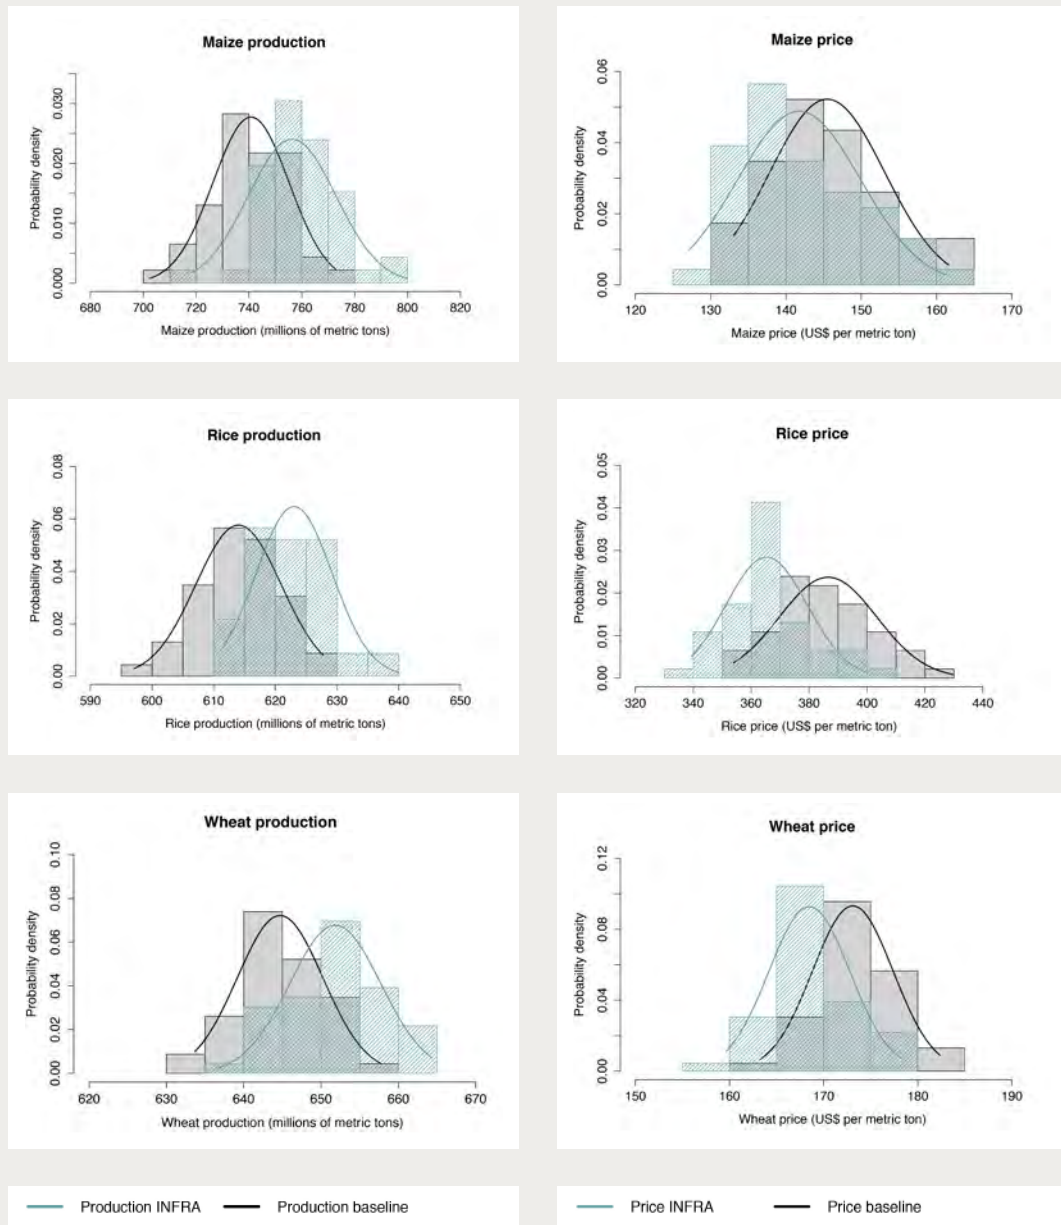 Maize production
0.030
0.020
0.010
0.000
Probability density
680 700 720 740 760 780 800 820
Maize production (millions of metric tons)
Maize price
0.06
0.04
0.02
0.00
Probability density
120 130 140 150 160 170
Maize price (US$ per metric ton)
Rice production
0.08
0.06
0.04
0.02
0.00
Probability density
590 600 610 620 630 640 650
Rice production (millions of metric tons)
Rice price
0.05
0.04
0.03
0.02
0.01
0.00
Probability density
320 340 360 380 400 420 440
Rice price (US$ per metric ton)
Wheat production
0.10
0.08
0.06
0.04
0.02
0.00
Probability density
620 630 640 650 660 670
Wheat production (millions of metric tons)
Wheat price
0.12
0.08
0.04
0.00
Probability density
150 160 170 180 190
Wheat price (US$ per metric ton)
Production INFRA Production baseline
Price INFRA Price baseline